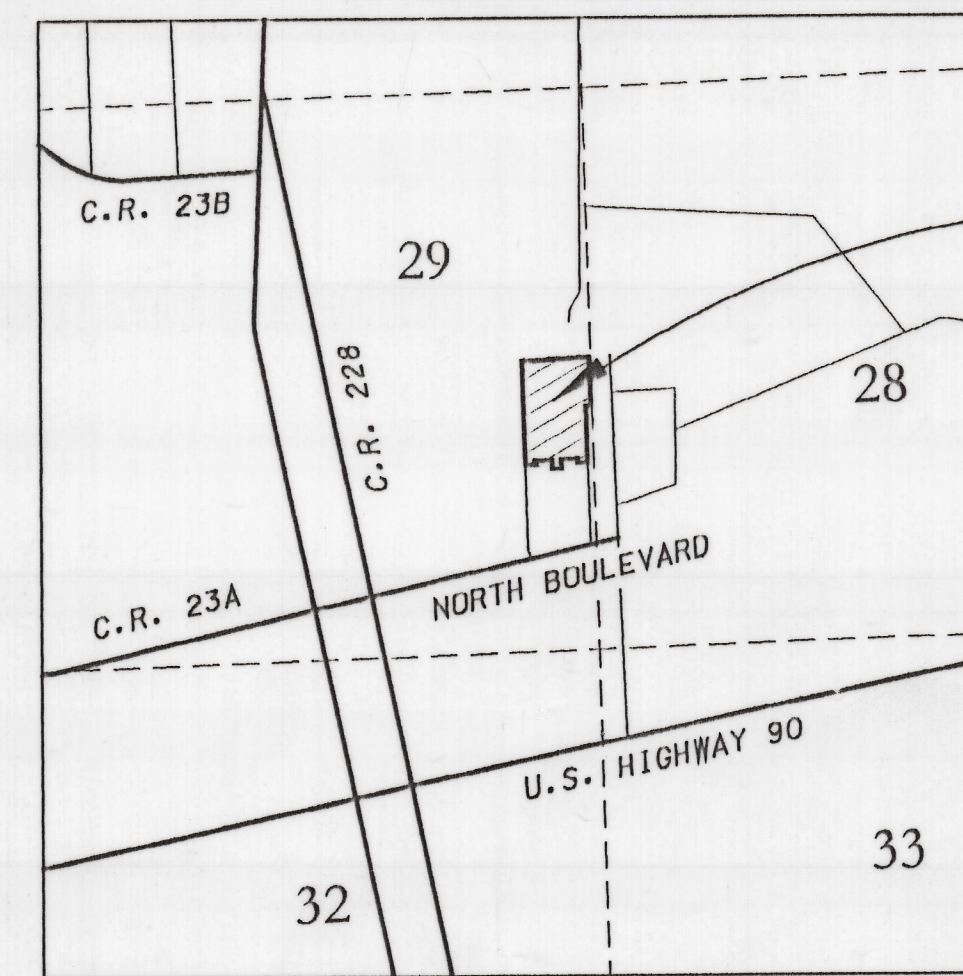 C.R. 23B
29
C.R. 228
28
C.R. 23A
NORTH BOULEVARD
U.S. HIGHWAY 90
33
32